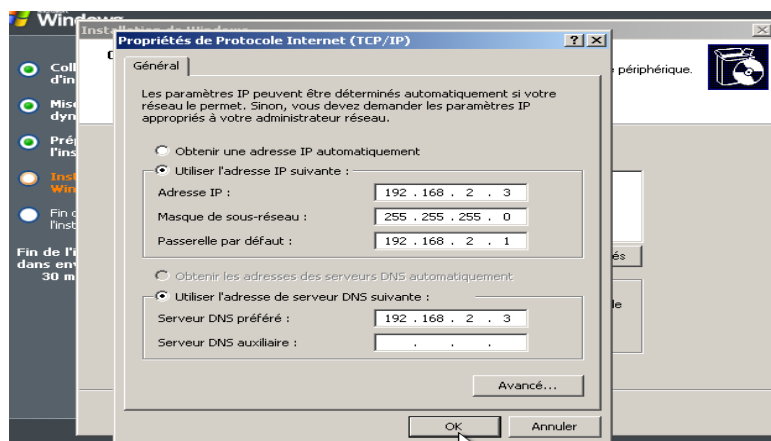 Windows
Installation de Windows
Propriétés de Protocole Internet (TCP/IP)
Général
périphérique.
Les paramètres IP peuvent être déterminés automatiquement si votre
réseau le permet. Sinon, vous devez demander les paramètres IP
appropriés à votre administrateur réseau.
Obtenir une adresse IP automatiquement
Utiliser l'adresse IP suivante :
Adresse IP : 192 . 168 . 2 . 3
Masque de sous-réseau : 255 . 255 . 255 . 0
Passerelle par défaut : 192 . 168 . 2 . 1
Obtenir les adresses des serveurs DNS automatiquement
Utiliser l'adresse de serveur DNS suivante :
Serveur DNS préféré : 192 . 168 . 2 . 3
Serveur DNS auxiliaire : . . .
Avancé...
OK Annuler
Fin de l'i
dans env
30 m